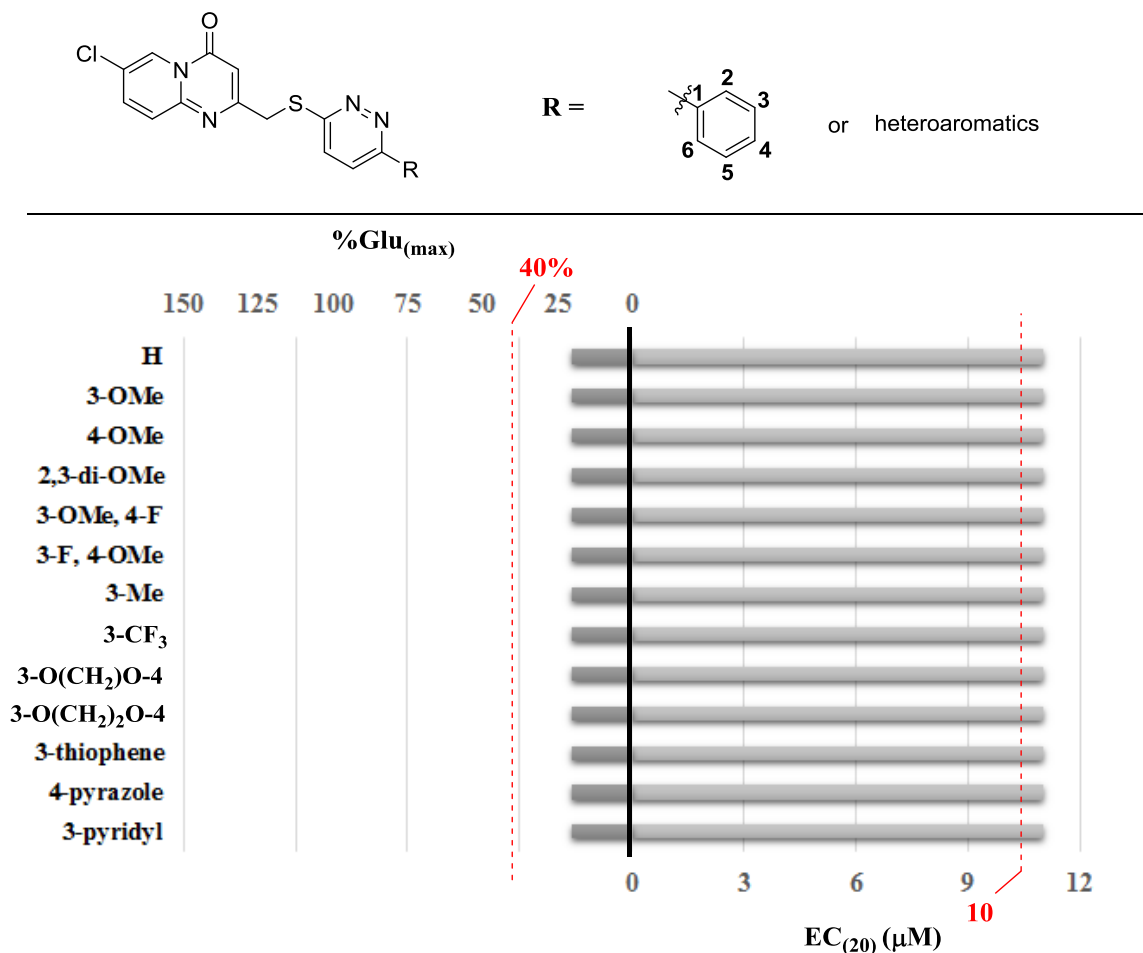 O
Cl
N
N
S
N
N
R
R =
1
2
3
4
5
6
or heteroaromatics
%Glu(max)
40%
150 125 100 75 50 25 0
H
3-OMe
4-OMe
2,3-di-OMe
3-OMe, 4-F
3-F, 4-OMe
3-Me
3-CF3
3-O(CH2)O-4
3-O(CH2)2O-4
3-thiophene
4-pyrazole
3-pyridyl
0 3 6 9 12
10
EC(20) (μM)